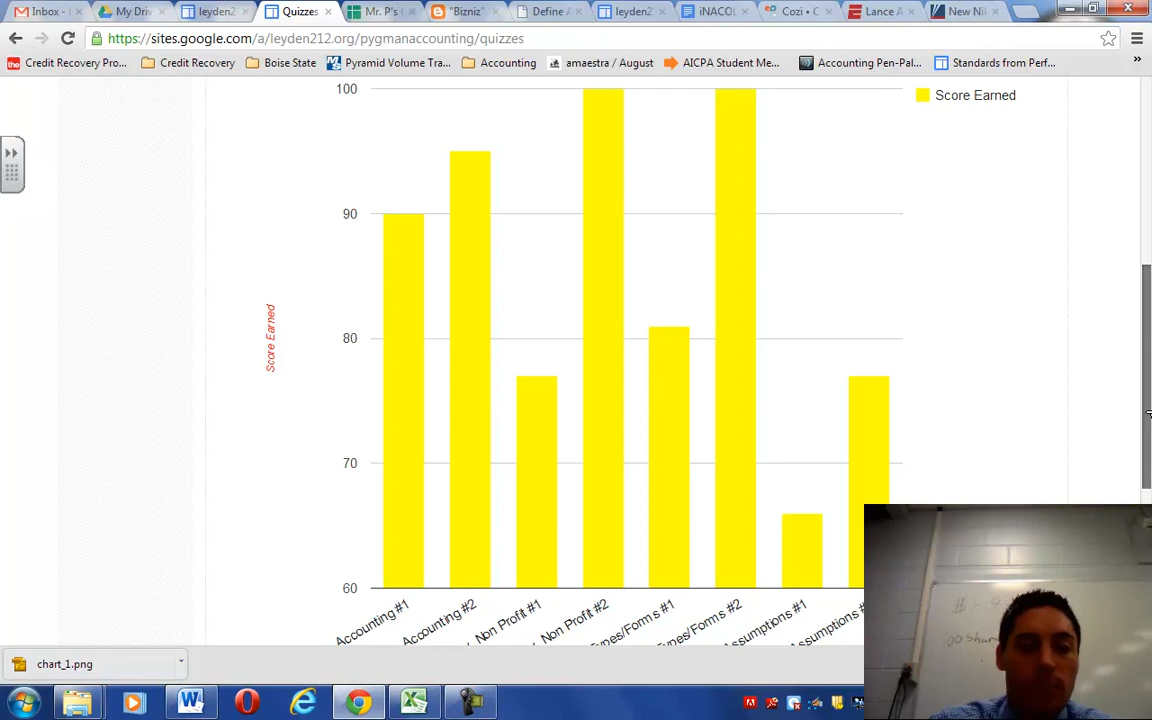 Inbox -
My Driv
leyden2
Quizzes
Mr. P's
"Bizniz"
Define A
leyden2
iNACOL
Cozi • C
Lance A
New Nik
https://sites.google.com/a/leyden212.org/pygmanaccounting/quizzes
Credit Recovery Pro...
Credit Recovery
Boise State
Pyramid Volume Tra...
Accounting
amaestra / August
AICPA Student Me...
Accounting Pen-Pal...
Standards from Perf...
»
100
90
80
70
60
Score Earned
Score Earned
Accounting #1
Accounting #2
Non Profit #1
Non Profit #2
Types/Forms #1
Types/Forms #2
Assumptions #1
Assumptions #
chart_1.png